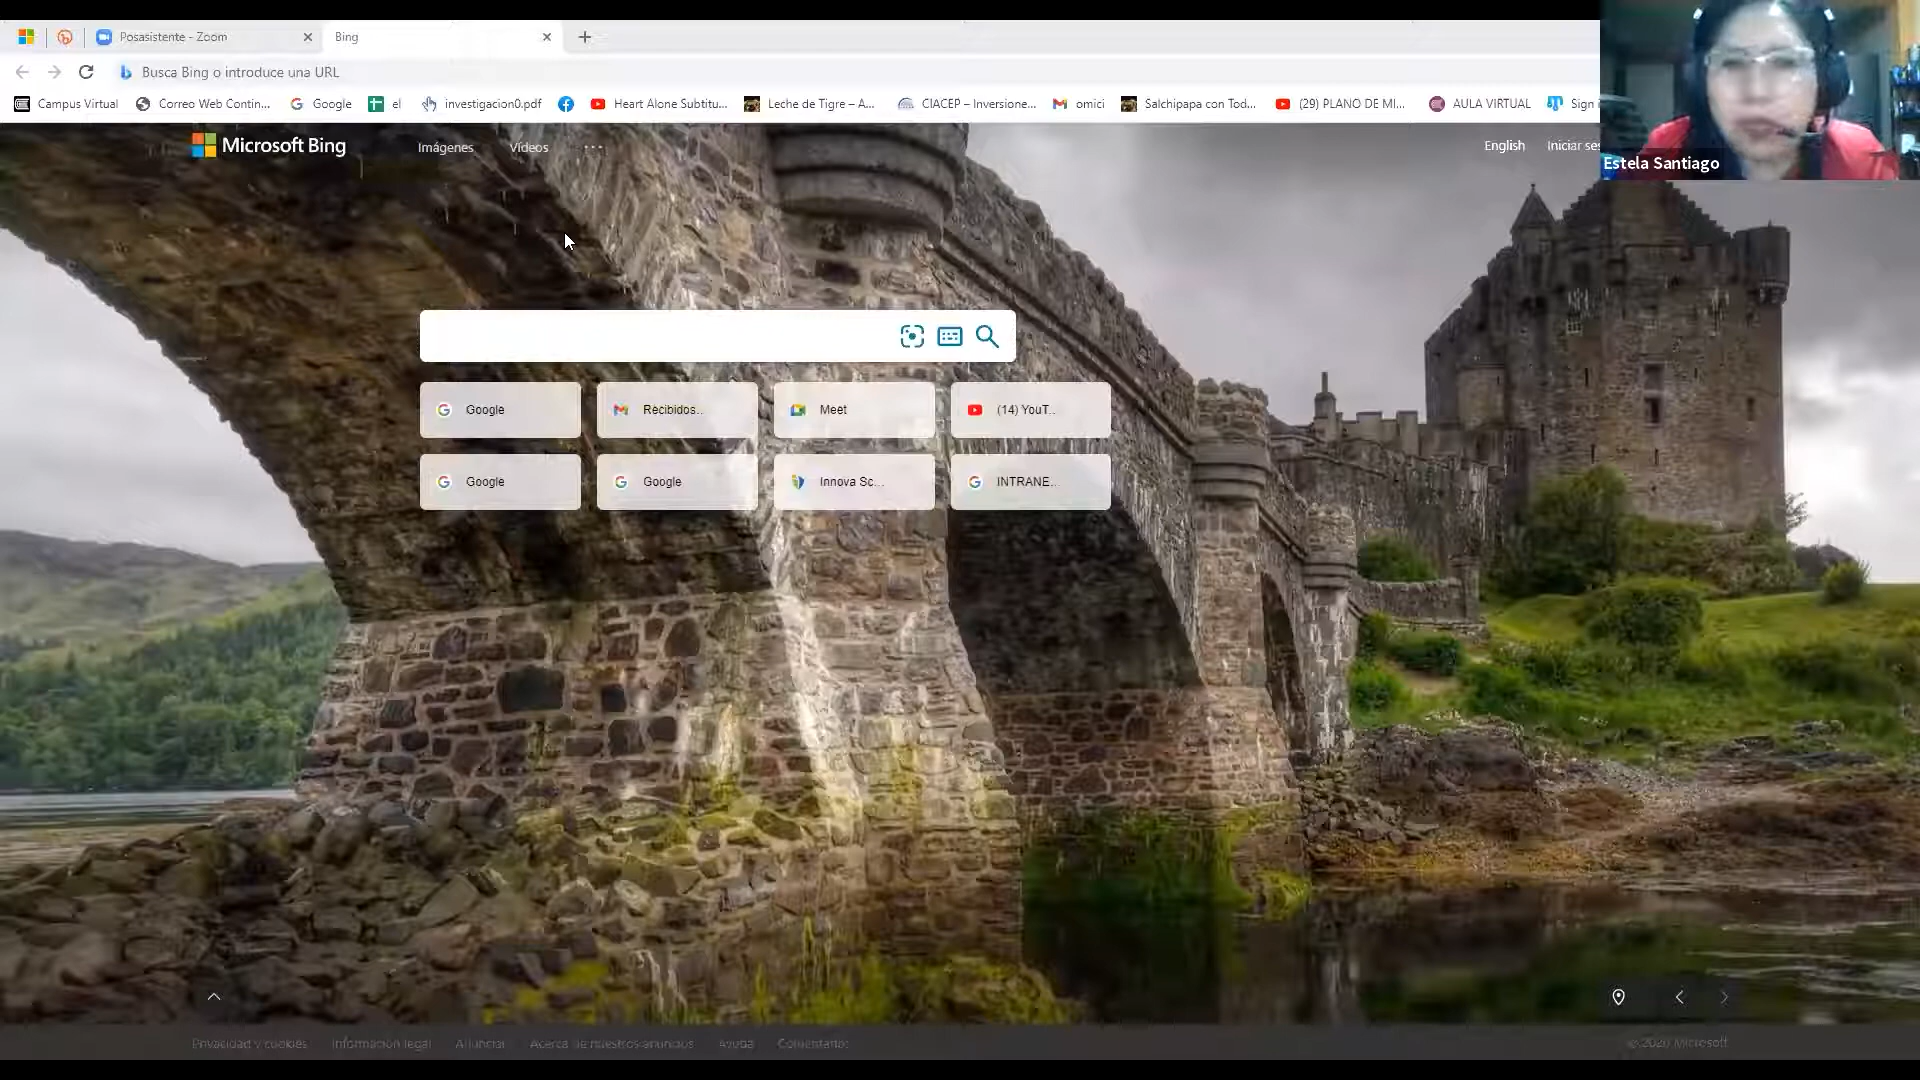 Posasistente - Zoom
Bing
Busca Bing o introduce una URL
Campus Virtual
Correo Web Contin...
Google
el
investigacion0.pdf
Heart Alone Subtitu...
Leche de Tigre – A...
CIACEP – Inversione...
omici
Salchipapa con Tod...
(29) PLANO DE MI...
AULA VIRTUAL
Sign i
Estela Santiago
Microsoft Bing
Imágenes
Vídeos
English
Iniciar ses
Google
Recibidos...
Meet
(14) YouT...
Google
Google
Innova Sc...
INTRANE...
Privacidad y cookies
Información legal
Anunciar
Acerca de nuestros anuncios
Ayuda
Comentarios
© 2020 Microsoft